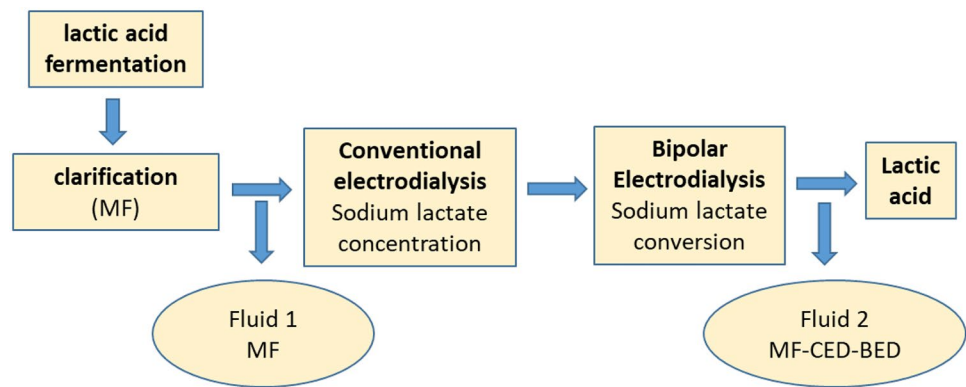 lactic acid
fermentation
clarification
(MF)
Conventional
electrodialysis
Sodium lactate
concentration
Bipolar
Electrodialysis
Sodium lactate
conversion
Lactic
acid
Fluid 1
MF
Fluid 2
MF-CED-BED